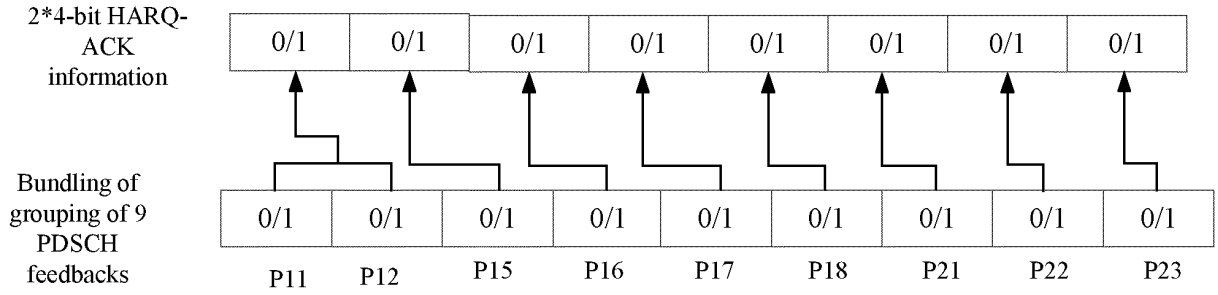 2*4-bit HARQ-
ACK
information
0/1 0/1 0/1 0/1 0/1 0/1 0/1 0/1
Bundling of
grouping of 9
PDSCH
feedbacks
0/1 0/1 0/1 0/1 0/1 0/1 0/1 0/1 0/1
P11 P12 P15 P16 P17 P18 P21 P22 P23